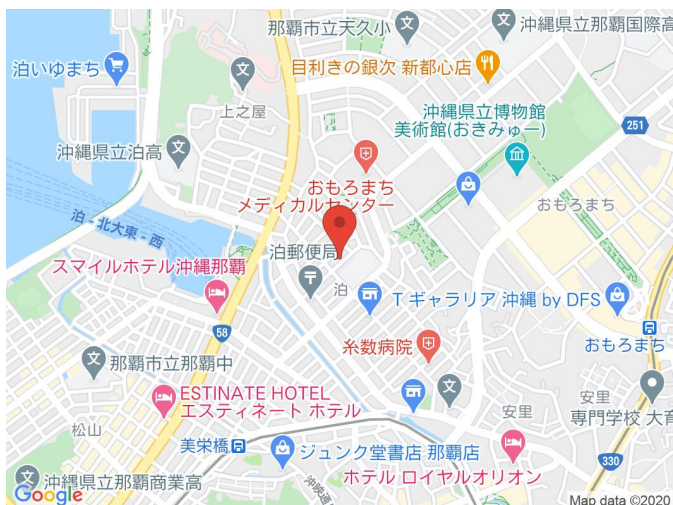 那覇市立天久小
沖縄県立那覇国際高
泊いゆまち
目利きの銀次 新都心店
上之屋
沖縄県立博物館
美術館(おきみゅー)
251
沖縄県立泊高
おもろまち
メディカルセンター
おもろまち
泊 - 北大東 - 西
泊郵便局
スマイルホテル沖縄那覇
泊
T ギャラリア 沖縄 by DFS
58
おもろまち
糸数病院
那覇市立那覇中
ESTINATE HOTEL
エスティネート ホテル
安里
安里
専門学校 大育
松山
美栄橋
ジュンク堂書店 那覇店
ホテル ロイヤルオリオン
330
沖縄県立那覇商業高
沖映通
Google
Map data ©2020